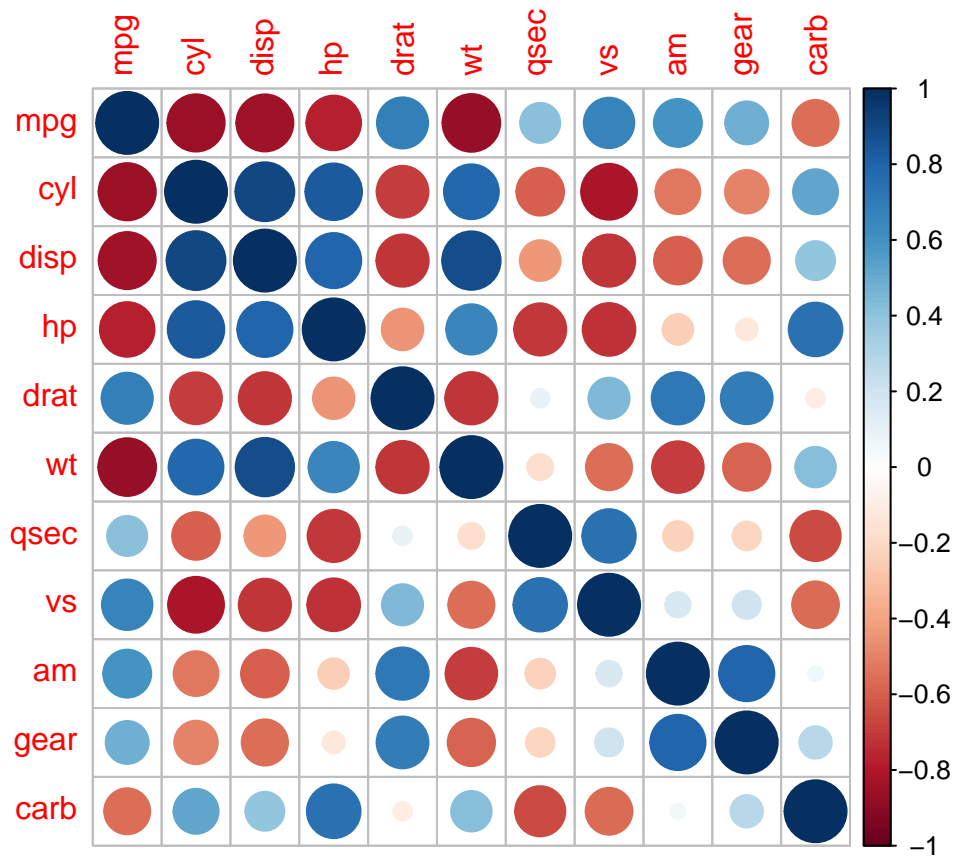 mpg cyl disp hp drat wt qsec vs am gear carb
mpg
cyl
disp
hp
drat
wt
qsec
vs
am
gear
carb
1
0.8
0.6
0.4
0.2
0
−0.2
−0.4
−0.6
−0.8
−1